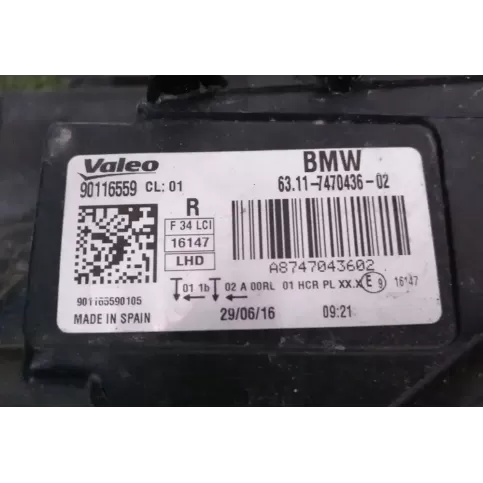 Valeo BMW
90116559 CL: 01 63.11-7470436-02
R
F 34 LCI
16147
LHD
A8747043602
01 1b 02 A 00RL 01 HCR PL XX.X E 9 16147
901165590105
MADE IN SPAIN 29/06/16 09:21